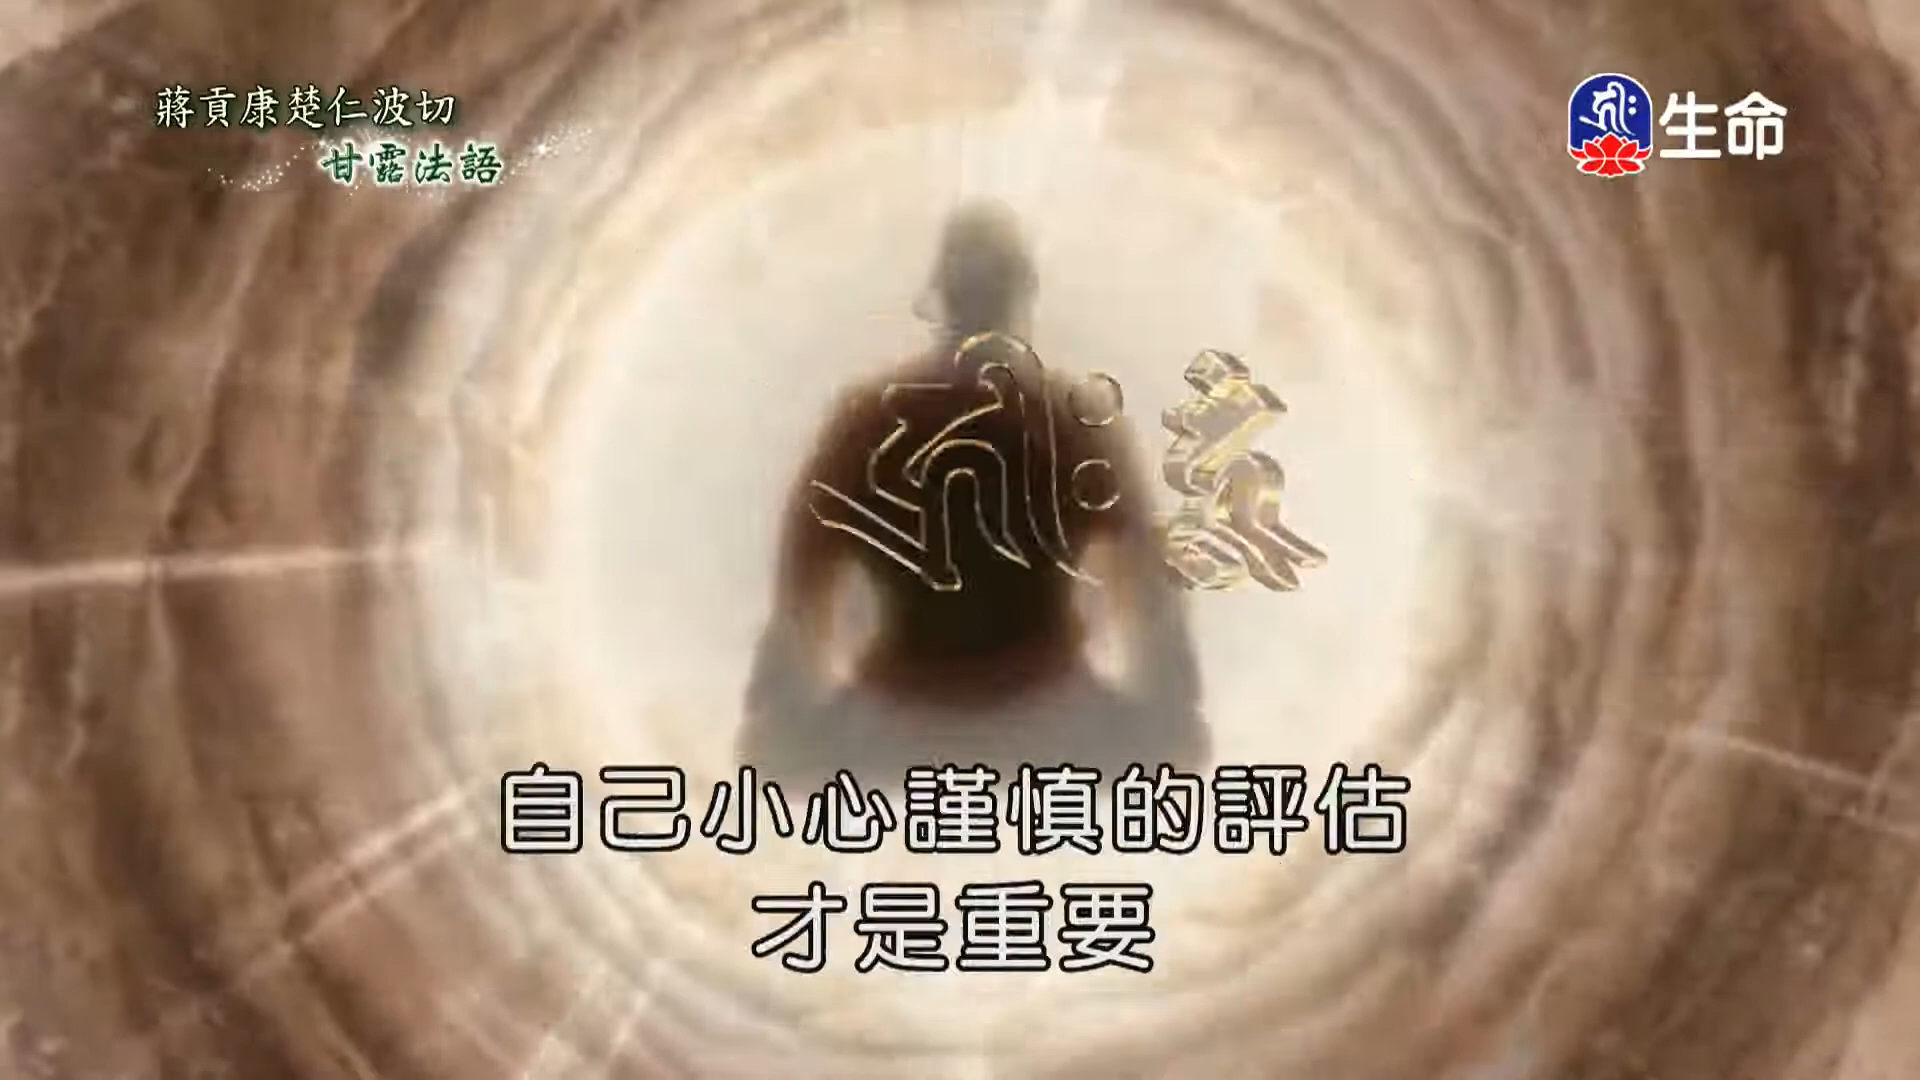 蔣貢康楚仁波切
甘露法語
生命
自己小心謹慎的評估
才是重要